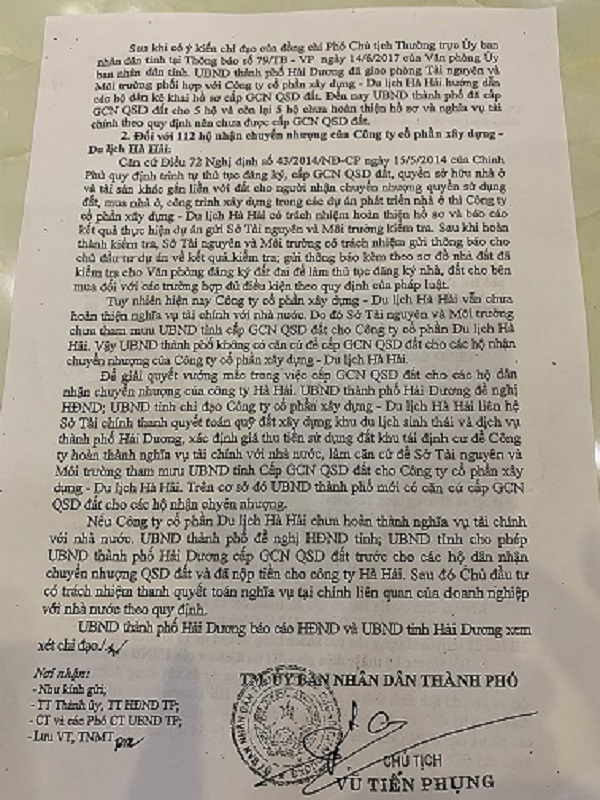 Sau khi có ý kiến chỉ đạo của đồng chí Phó Chủ tịch Thường trực Ủy ban
nhân dân tỉnh tại Thông báo số 79/TB - VP ngày 14/6/2017 của Văn phòng Ủy
ban nhân dân tỉnh. UBND thành phố Hải Dương đã giao phòng Tài nguyên và
Môi trường phối hợp với Công ty cổ phần xây dựng - Du lịch Hà Hải hướng dẫn
các hộ dân kê khai hồ sơ cấp GCN QSD đất. Đến nay UBND thành phố đã cấp
GCN QSD đất cho 5 hộ và còn lại 5 hộ chưa hoàn thiện hồ sơ và nghĩa vụ tài
chính theo quy định nên chưa được cấp GCN QSD đất.
2. Đối với 112 hộ nhận chuyển nhượng của Công ty cổ phần xây dựng -
Du lịch Hà Hải:
Căn cứ Điều 72 Nghị định số 43/2014/NĐ-CP ngày 15/5/2014 của Chính
Phủ quy định trình tự thủ tục đăng ký, cấp GCN QSD đất, quyền sở hữu nhà ở
và tài sản khác gắn liền với đất cho người nhận chuyển nhượng quyền sử dụng
đất, mua nhà ở, công trình xây dựng trong các dự án phát triển nhà ở thì Công ty
cổ phần xây dựng - Du lịch Hà Hải có trách nhiệm hoàn thiện hồ sơ và báo cáo
kết quả thực hiện dự án gửi Sở Tài nguyên và Môi trường kiểm tra. Sau khi hoàn
thành kiểm tra, Sở Tài nguyên và Môi trường có trách nhiệm gửi thông báo cho
chủ đầu tư dự án về kết quả kiểm tra; gửi thông báo kèm theo sơ đồ nhà đất đã
kiểm tra cho Văn phòng đăng ký đất đai để làm thủ tục đăng ký nhà, đất cho bên
mua đối với các trường hợp đủ điều kiện theo quy định của pháp luật.
Tuy nhiên hiện nay Công ty cổ phần xây dựng - Du lịch Hà Hải vẫn chưa
hoàn thiện nghĩa vụ tài chính với nhà nước. Do đó Sở Tài nguyên và Môi trường
chưa tham mưu UBND tỉnh cấp GCN QSD đất cho Công ty cổ phần Du lịch Hà
Hải. Vậy UBND thành phố không có căn cứ để cấp GCN QSD đất cho các hộ nhận
chuyển nhượng của Công ty cổ phần xây dựng - Du lịch Hà Hải.
Để giải quyết vướng mắc trong việc cấp GCN QSD đất cho các hộ dân
nhận chuyển nhượng của công ty Hà Hải. UBND thành phố Hải Dương đề nghị
HĐND; UBND tỉnh chỉ đạo Công ty cổ phần xây dựng - Du lịch Hà Hải liên hệ
Sở Tài chính thanh quyết toán quỹ đất xây dựng khu du lịch sinh thái và dịch vụ
thành phố Hải Dương, xác định giá thu tiền sử dụng đất khu tái định cư để Công
ty hoàn thành nghĩa vụ tài chính với nhà nước, làm căn cứ để Sở Tài nguyên và
Môi trường tham mưu UBND tỉnh Cấp GCN QSD đất cho Công ty cổ phần xây
dựng - Du lịch Hà Hải. Trên cơ sở đó UBND thành phố mới có căn cứ cấp GCN
QSD đất cho các hộ nhận chyển nhượng.
Nếu Công ty cổ phần Du lịch Hà Hải chưa hoàn thành nghĩa vụ tài chính
với nhà nước. UBND thành phố đề nghị HĐND tỉnh; UBND tỉnh cho phép
UBND thành phố Hải Dương cấp GCN QSD đất trước cho các hộ dân nhận
chuyển nhượng QSD đất và đã nộp tiền cho công ty Hà Hải. Sau đó Chủ đầu tư
có trách nhiệm thanh quyết toán nghĩa vụ tại chính liên quan của doanh nghiệp
với nhà nước theo quy định.
UBND thành phố Hải Dương báo cáo HĐND và UBND tỉnh Hải Dương xem
xét chỉ đạo./.
Nơi nhận:
- Như kính gửi;
- TT Thành ủy, TT HĐND TP;
- CT và các Phó CT UBND TP;
- Lưu VT, TNMT
TM. ỦY BAN NHÂN DÂN THÀNH PHỐ
CHỦ TỊCH
VŨ TIẾN PHỤNG